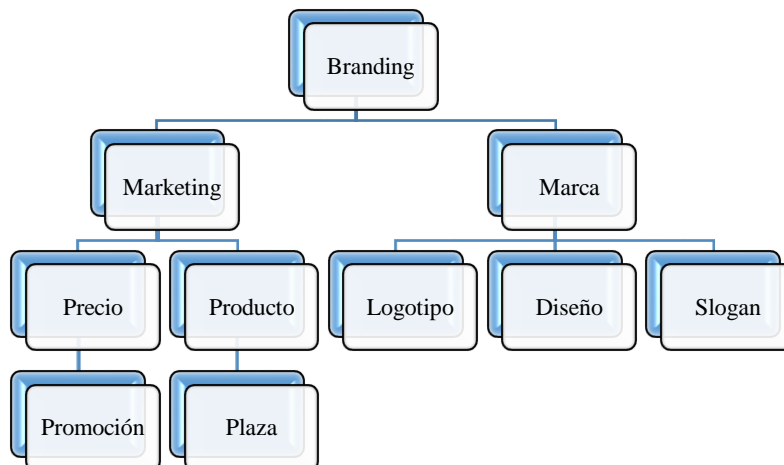 Branding
Marketing
Marca
Precio
Producto
Logotipo
Diseño
Slogan
Promoción
Plaza